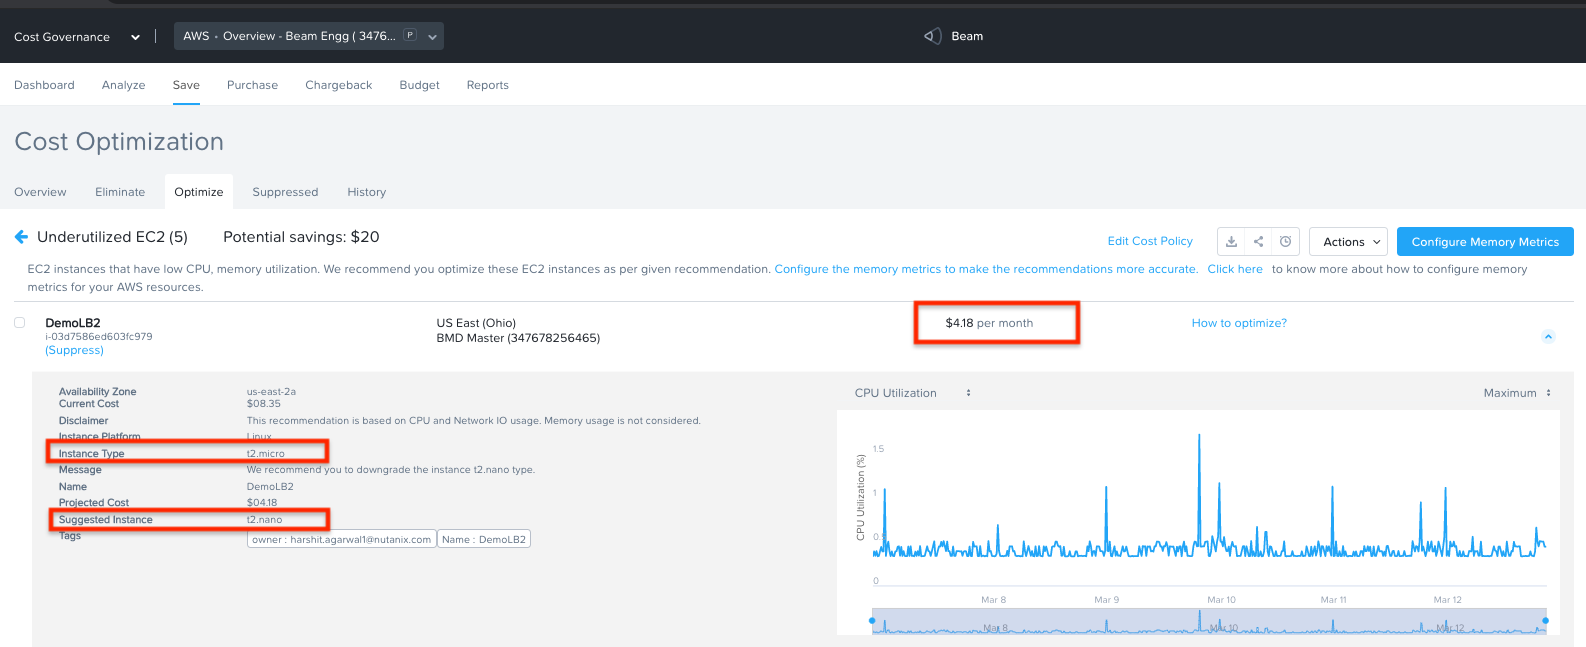 Cost Governance
AWS • Overview - Beam Engg ( 3476... P
Beam
Dashboard Analyze Save Purchase Chargeback Budget Reports
Cost Optimization
Overview Eliminate Optimize Suppressed History
Underutilized EC2 (5) Potential savings: $20
Edit Cost Policy Actions Configure Memory Metrics
EC2 instances that have low CPU, memory utilization. We recommend you optimize these EC2 instances as per given recommendation. Configure the memory metrics to make the recommendations more accurate. Click here to know more about how to configure memory
metrics for your AWS resources.
DemoLB2
i-03d7586ed603fc979
(Suppress)
US East (Ohio)
BMD Master (347678256465)
$4.18 per month
How to optimize?
Availability Zone us-east-2a
Current Cost $08.35
Disclaimer This recommendation is based on CPU and Network IO usage. Memory usage is not considered.
Instance Platform Linux
Instance Type t2.micro
Message We recommend you to downgrade the instance t2.nano type.
Name DemoLB2
Projected Cost $04.18
Suggested Instance t2.nano
Tags owner : harshit.agarwal1@nutanix.com Name : DemoLB2
CPU Utilization Maximum
CPU Utilization (%)
1.5
1
0.5
0
Mar 8 Mar 9 Mar 10 Mar 11 Mar 12
Mar 8 Mar 10 Mar 12